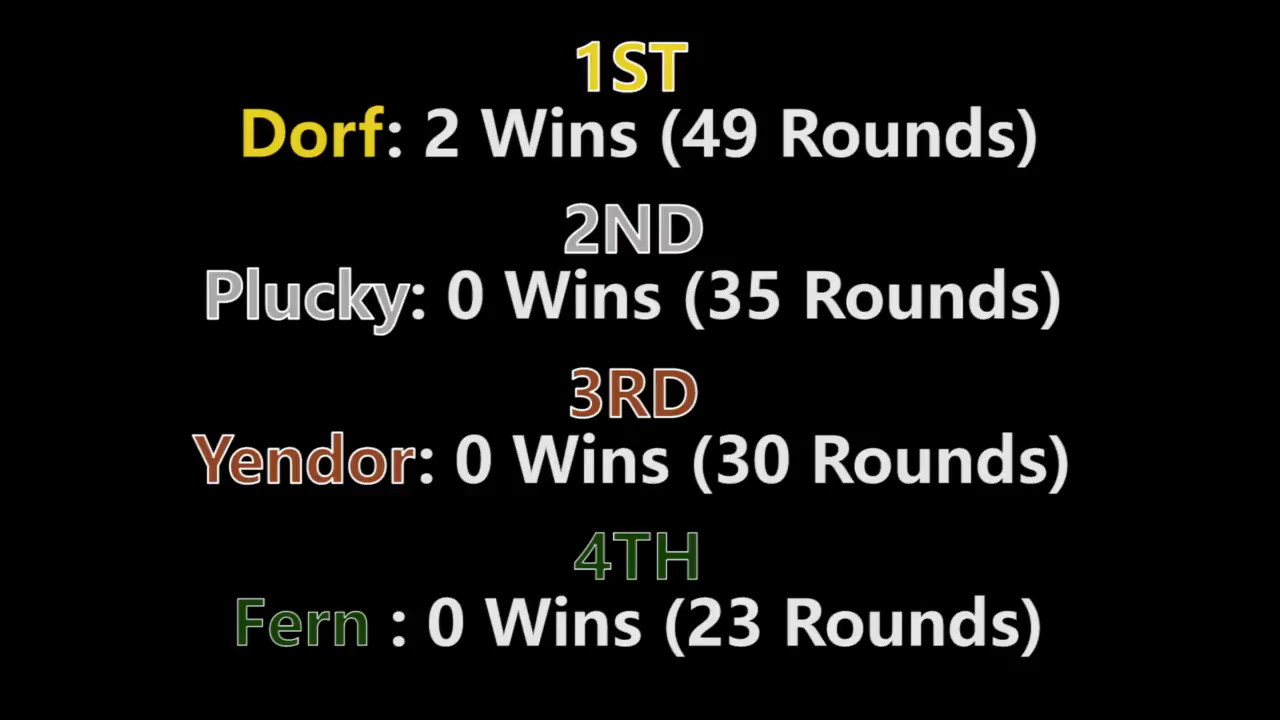 1ST
Dorf: 2 Wins (49 Rounds)
2ND
Plucky: 0 Wins (35 Rounds)
3RD
Yendor: 0 Wins (30 Rounds)
4TH
Fern : 0 Wins (23 Rounds)